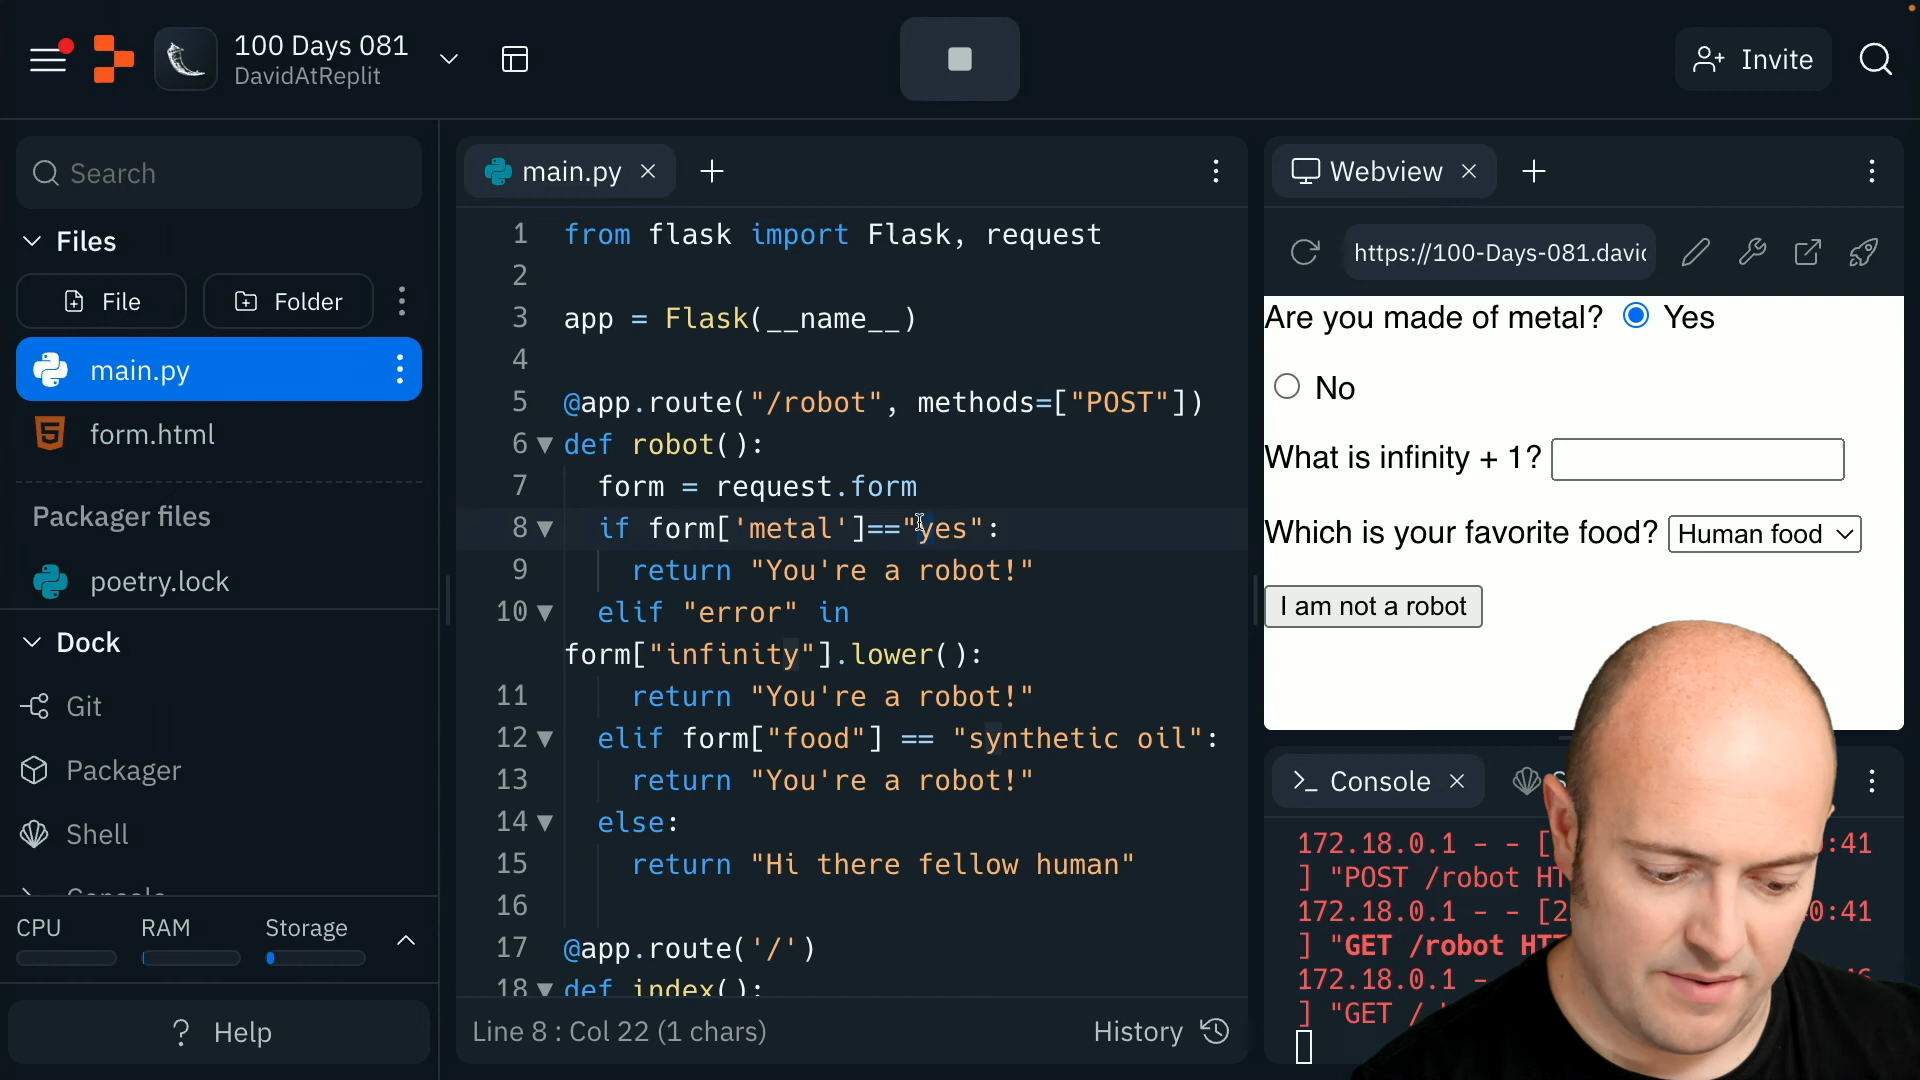 100 Days 081
DavidAtReplit
Invite
Search
Files
File
Folder
main.py
form.html
Packager files
poetry.lock
Dock
Git
Packager
Shell
CPU
RAM
Storage
? Help
main.py
1 from flask import Flask, request
2
3 app = Flask(__name__)
4
5 @app.route("/robot", methods=["POST"])
6 def robot():
7 form = request.form
8 if form['metal']=="yes":
9 return "You're a robot!"
10 elif "error" in
form["infinity"].lower():
11 return "You're a robot!"
12 elif form["food"] == "synthetic oil":
13 return "You're a robot!"
14 else:
15 return "Hi there fellow human"
16
17 @app.route('/')
18 def index():
Line 8 : Col 22 (1 chars)
History
Webview
https://100-Days-081.david
Are you made of metal? Yes
No
What is infinity + 1?
Which is your favorite food? Human food
I am not a robot
Console
172.18.0.1 - - [ :41
] "POST /robot HT
172.18.0.1 - - [2 0:41
] "GET /robot HT
172.18.0.1 -
] "GET /